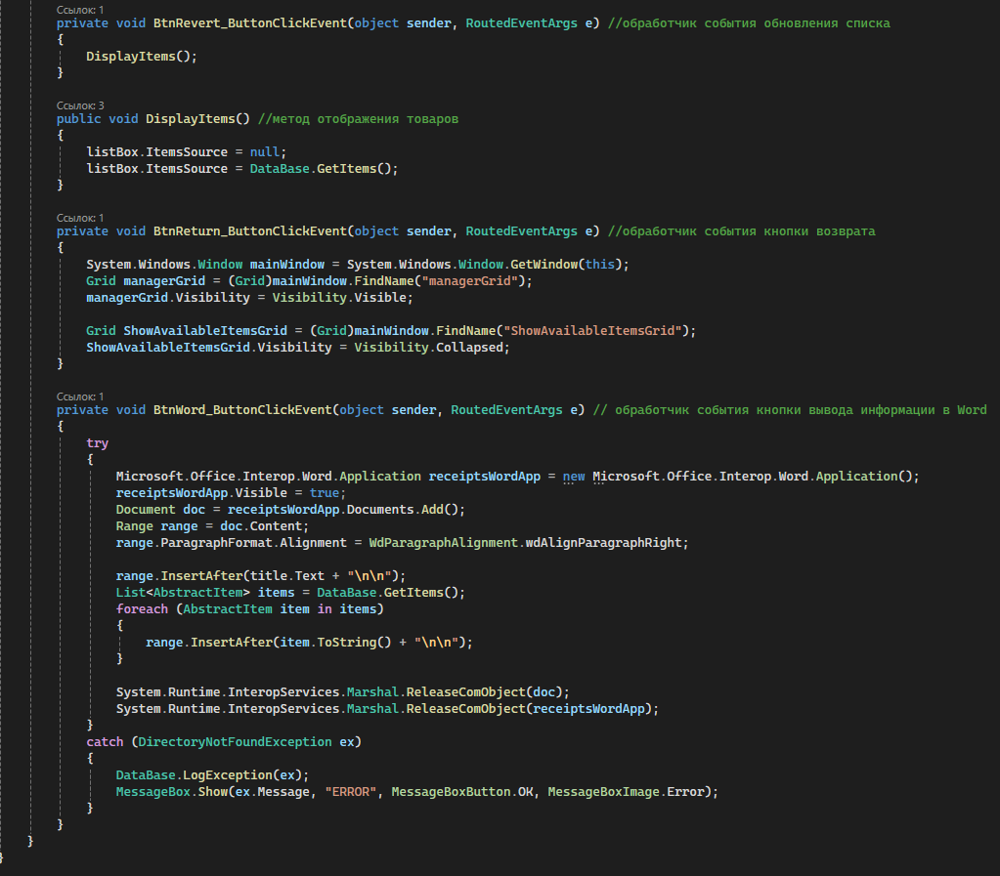 Ссылок: 1
private void BtnRevert_ButtonClickEvent(object sender, RoutedEventArgs e) //обработчик события обновления списка
{
DisplayItems();
}
Ссылок: 3
public void DisplayItems() //метод отображения товаров
{
listBox.ItemsSource = null;
listBox.ItemsSource = DataBase.GetItems();
}
Ссылок: 1
private void BtnReturn_ButtonClickEvent(object sender, RoutedEventArgs e) //обработчик события кнопки возврата
{
System.Windows.Window mainWindow = System.Windows.Window.GetWindow(this);
Grid managerGrid = (Grid)mainWindow.FindName("managerGrid");
managerGrid.Visibility = Visibility.Visible;
Grid ShowAvailableItemsGrid = (Grid)mainWindow.FindName("ShowAvailableItemsGrid");
ShowAvailableItemsGrid.Visibility = Visibility.Collapsed;
}
Ссылок: 1
private void BtnWord_ButtonClickEvent(object sender, RoutedEventArgs e) // обработчик события кнопки вывода информации в Word
{
try
{
Microsoft.Office.Interop.Word.Application receiptsWordApp = new Microsoft.Office.Interop.Word.Application();
receiptsWordApp.Visible = true;
Document doc = receiptsWordApp.Documents.Add();
Range range = doc.Content;
range.ParagraphFormat.Alignment = WdParagraphAlignment.wdAlignParagraphRight;
range.InsertAfter(title.Text + "\n\n");
List<AbstractItem> items = DataBase.GetItems();
foreach (AbstractItem item in items)
{
range.InsertAfter(item.ToString() + "\n\n");
}
System.Runtime.InteropServices.Marshal.ReleaseComObject(doc);
System.Runtime.InteropServices.Marshal.ReleaseComObject(receiptsWordApp);
}
catch (DirectoryNotFoundException ex)
{
DataBase.LogException(ex);
MessageBox.Show(ex.Message, "ERROR", MessageBoxButton.OK, MessageBoxImage.Error);
}
}
}
}